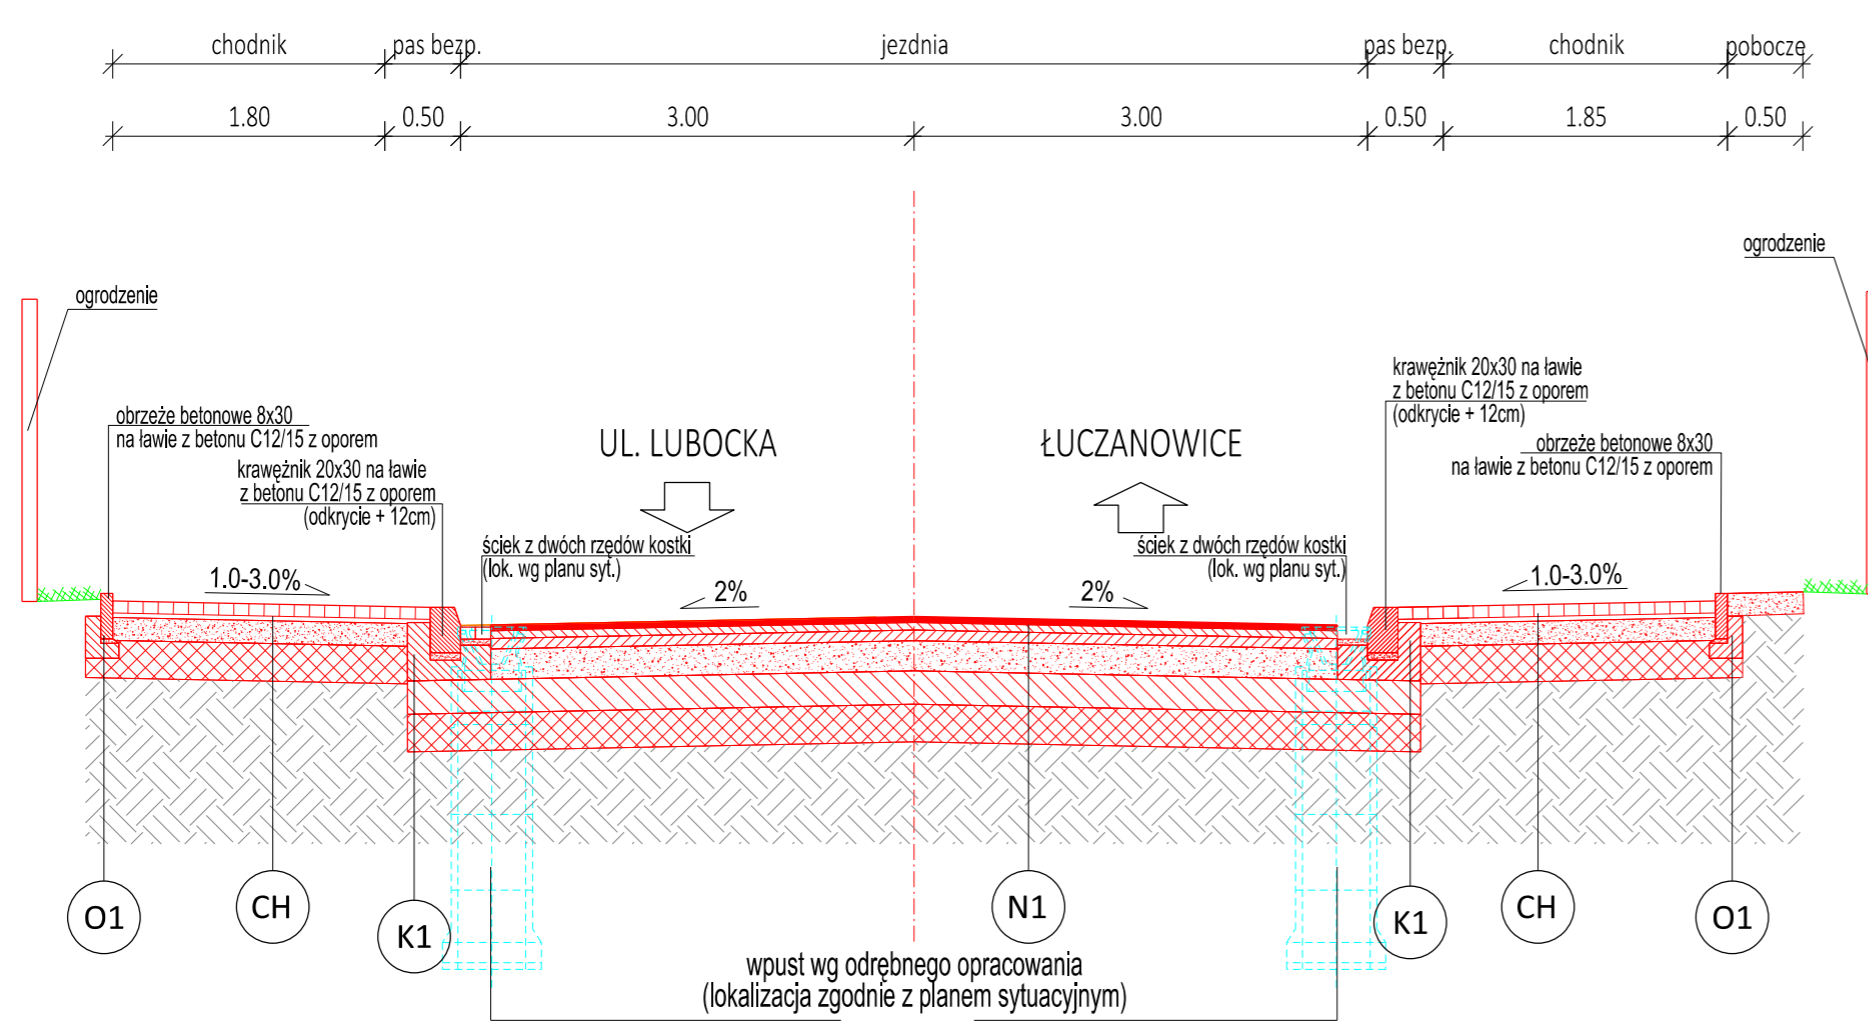 chodnik pas bezp. jezdnia pas bezp. chodnik pobocze
1.80 0.50 3.00 3.00 0.50 1.85 0.50
ogrodzenie
ogrodzenie
krawężnik 20x30 na ławie
z betonu C12/15 z oporem
(odkrycie + 12cm)
obrzeże betonowe 8x30
na ławie z betonu C12/15 z oporem
UL. LUBOCKA
ŁUCZANOWICE
obrzeże betonowe 8x30
na ławie z betonu C12/15 z oporem
krawężnik 20x30 na ławie
z betonu C12/15 z oporem
(odkrycie + 12cm)
ściek z dwóch rzędów kostki
(lok. wg planu syt.)
ściek z dwóch rzędów kostki
(lok. wg planu syt.)
1.0-3.0% 2% 2% 1.0-3.0%
O1 CH K1 N1 K1 CH O1
wpust wg odrębnego opracowania
(lokalizacja zgodnie z planem sytuacyjnym)